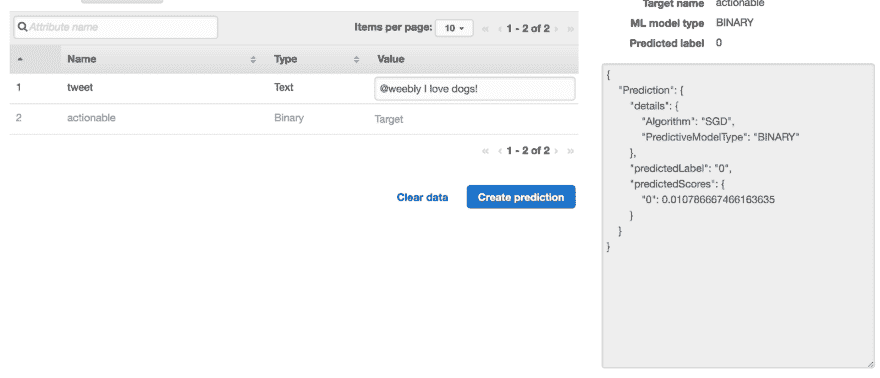 Attribute name
Items per page: 10 « ‹ 1 - 2 of 2 › »
Name Type Value
1 tweet Text @weebly I love dogs!
2 actionable Binary Target
« ‹ 1 - 2 of 2 › »
Clear data Create prediction
Target name actionable
ML model type BINARY
Predicted label 0
{
"Prediction": {
"details": {
"Algorithm": "SGD",
"PredictiveModelType": "BINARY"
},
"predictedLabel": "0",
"predictedScores": {
"0": 0.010786667466163635
}
}
}